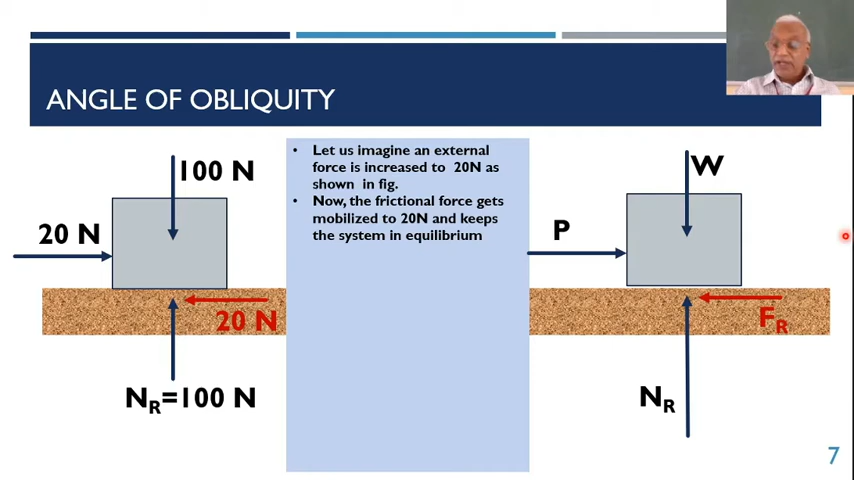 ANGLE OF OBLIQUITY
100 N
20 N
20 N
NR=100 N
• Let us imagine an external
force is increased to 20N as
shown in fig.
• Now, the frictional force gets
mobilized to 20N and keeps
the system in equilibrium
W
P
FR
NR
7